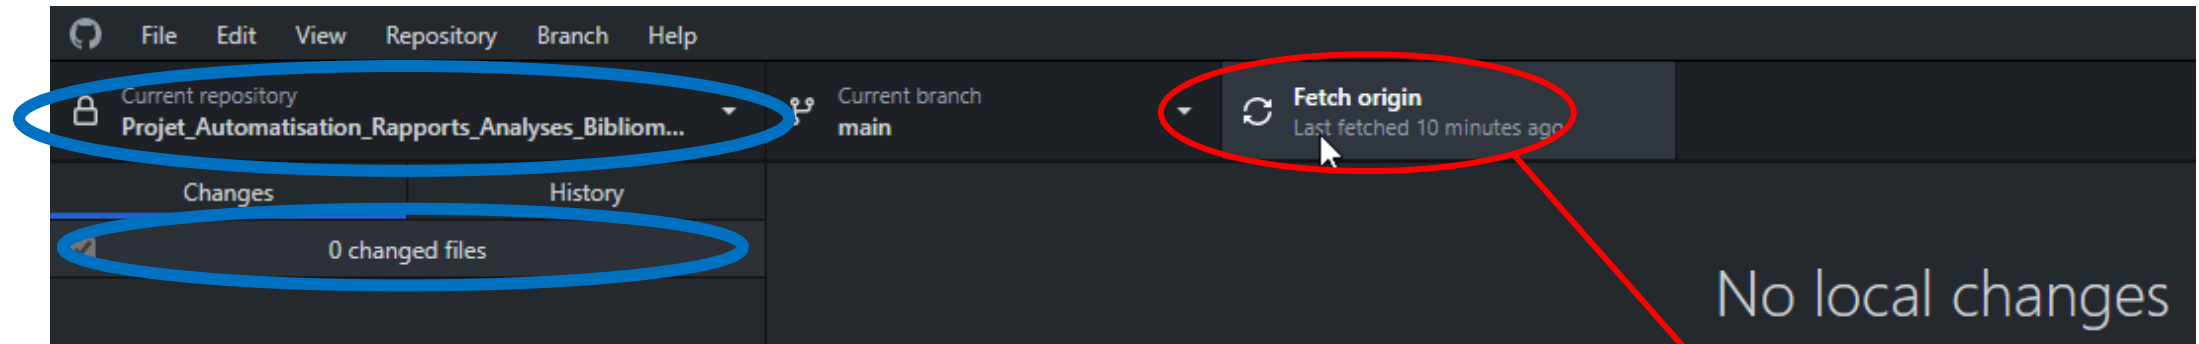 File Edit View Repository Branch Help
Current repository
Projet_Automatisation_Rapports_Analyses_Bibliom...
Current branch
main
Fetch origin
Last fetched 10 minutes ago
Changes
History
0 changed files
No local changes